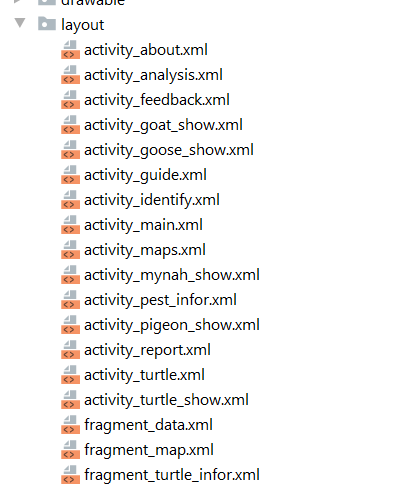 drawable
layout
activity_about.xml
activity_analysis.xml
activity_feedback.xml
activity_goat_show.xml
activity_goose_show.xml
activity_guide.xml
activity_identify.xml
activity_main.xml
activity_maps.xml
activity_mynah_show.xml
activity_pest_infor.xml
activity_pigeon_show.xml
activity_report.xml
activity_turtle.xml
activity_turtle_show.xml
fragment_data.xml
fragment_map.xml
fragment_turtle_infor.xml